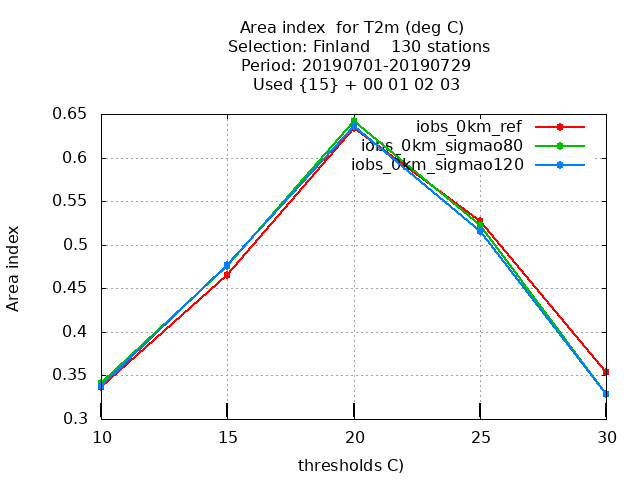 Area index  for T2m (deg C)
Selection: Finland    130 stations
Period: 20190701-20190729
Used {15} + 00 01 02 03
0.65
0.6
0.55
0.5
0.45
0.4
0.35
0.3
Area index
iobs_0km_ref
iobs_0km_sigmao80
iobs_0km_sigmao120
10 15 20 25 30
thresholds C)